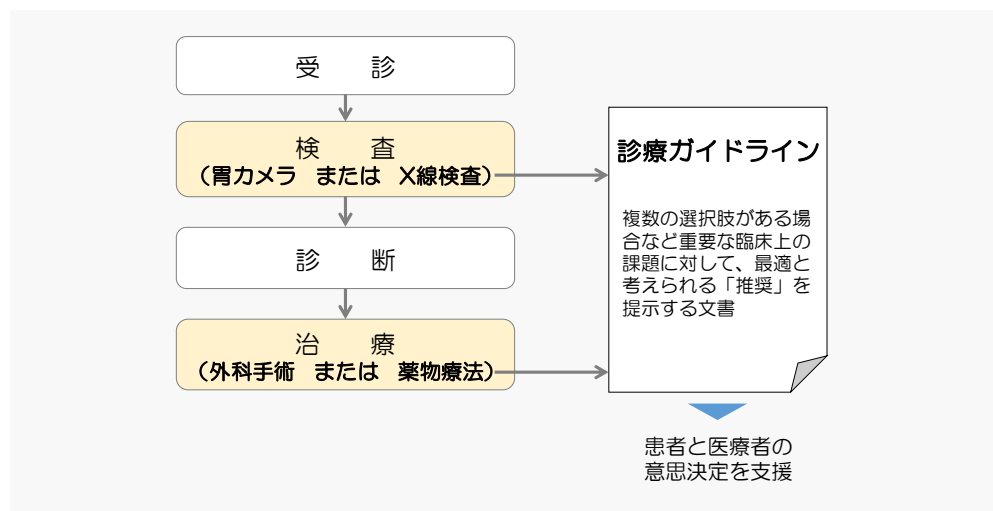 受　診
検　査
（胃カメラ　または　X線検査）
診　断
治　療
（外科手術　または　薬物療法）
診療ガイドライン
複数の選択肢がある場
合など重要な臨床上の
課題に対して、最適と
考えられる「推奨」を
提示する文書
患者と医療者の
意思決定を支援